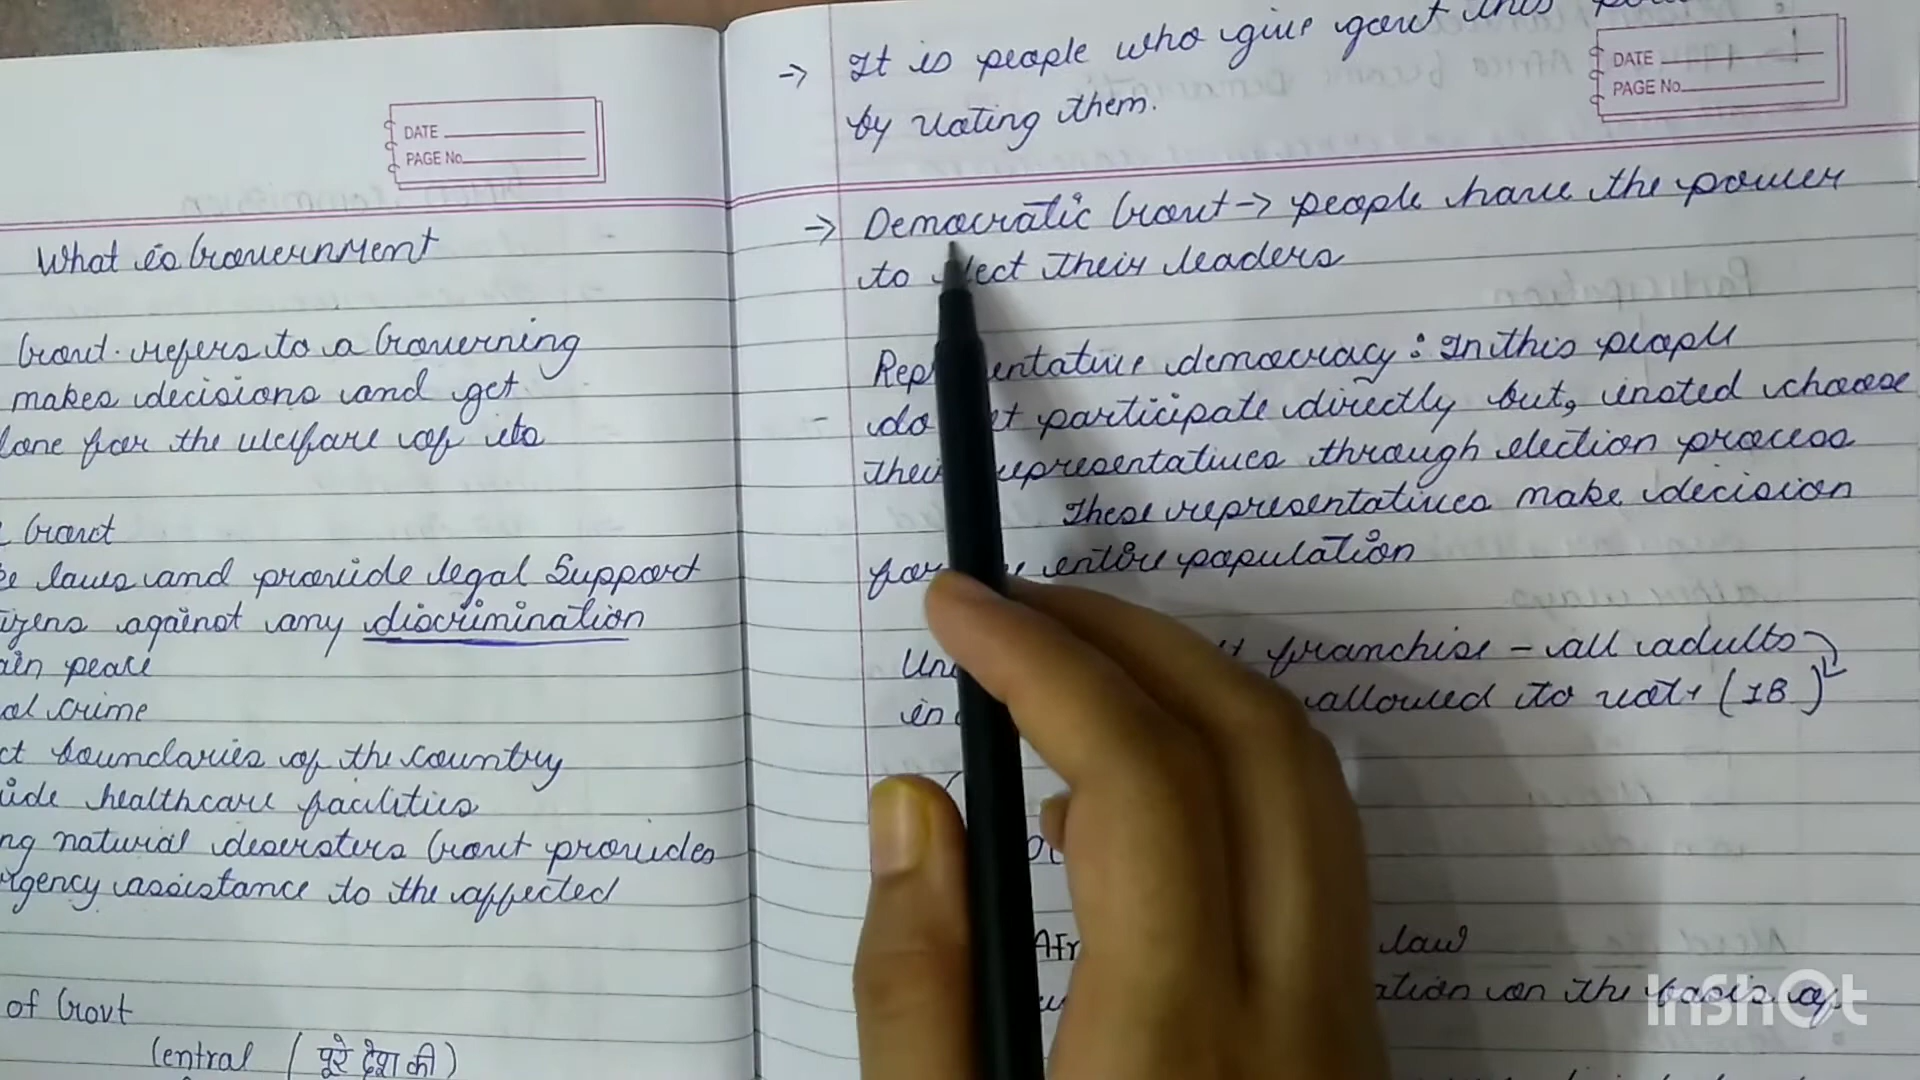 DATE
PAGE No.
What is Government
Govt. refers to a Governing
makes decisions and get
for the welfare of its
Govt
laws and provide legal Support
against any discrimination
peace
crime
boundaries of the country
healthcare facilities
natural desersters Govt provides
assistance to the affected
of Govt
Central (पूरे देश की)
→ It is people who give govt this
by voting them.
DATE
PAGE No.
→ Democratic Govt → people have the power
to elect their leaders
Representative democracy : In this people
do participate directly but, insted choose
their representatives through election process
These representatives make decision
for entire population
franchise - all adults
in allowed to vote (18)
law
on the basis of
InShOt